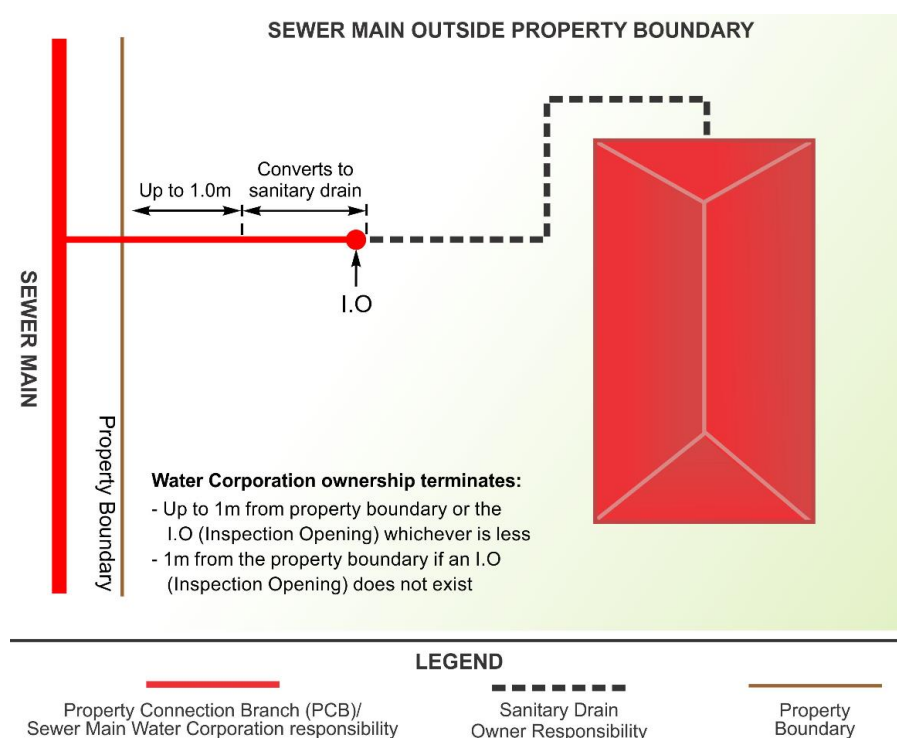 SEWER MAIN OUTSIDE PROPERTY BOUNDARY
Converts to
sanitary drain
Up to 1.0m
I.O
SEWER MAIN
Property Boundary
Water Corporation ownership terminates:
- Up to 1m from property boundary or the
I.O (Inspection Opening) whichever is less
- 1m from the property boundary if an I.O
(Inspection Opening) does not exist
LEGEND
Property Connection Branch (PCB)/
Sewer Main Water Corporation responsibility
Sanitary Drain
Owner Responsibility
Property
Boundary